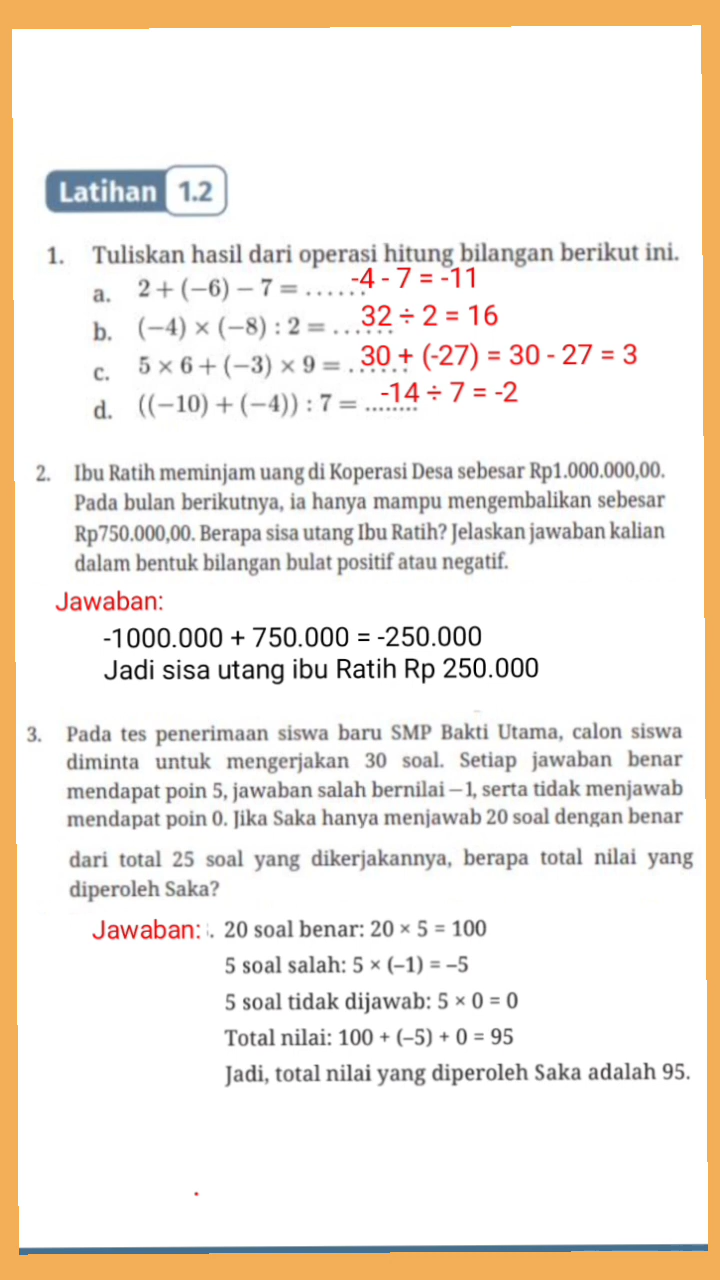 Latihan 1.2
1. Tuliskan hasil dari operasi hitung bilangan berikut ini.
a. 2 + (−6) − 7 = ...... -4 - 7 = -11
b. (−4) × (−8) : 2 = ...... 32 ÷ 2 = 16
c. 5 × 6 + (−3) × 9 = ...... 30 + (-27) = 30 - 27 = 3
d. ((−10) + (−4)) : 7 = ........ -14 ÷ 7 = -2
2. Ibu Ratih meminjam uang di Koperasi Desa sebesar Rp1.000.000,00.
Pada bulan berikutnya, ia hanya mampu mengembalikan sebesar
Rp750.000,00. Berapa sisa utang Ibu Ratih? Jelaskan jawaban kalian
dalam bentuk bilangan bulat positif atau negatif.
Jawaban:
-1000.000 + 750.000 = -250.000
Jadi sisa utang ibu Ratih Rp 250.000
3. Pada tes penerimaan siswa baru SMP Bakti Utama, calon siswa
diminta untuk mengerjakan 30 soal. Setiap jawaban benar
mendapat poin 5, jawaban salah bernilai −1, serta tidak menjawab
mendapat poin 0. Jika Saka hanya menjawab 20 soal dengan benar
dari total 25 soal yang dikerjakannya, berapa total nilai yang
diperoleh Saka?
Jawaban: . 20 soal benar: 20 × 5 = 100
5 soal salah: 5 × (–1) = –5
5 soal tidak dijawab: 5 × 0 = 0
Total nilai: 100 + (–5) + 0 = 95
Jadi, total nilai yang diperoleh Saka adalah 95.